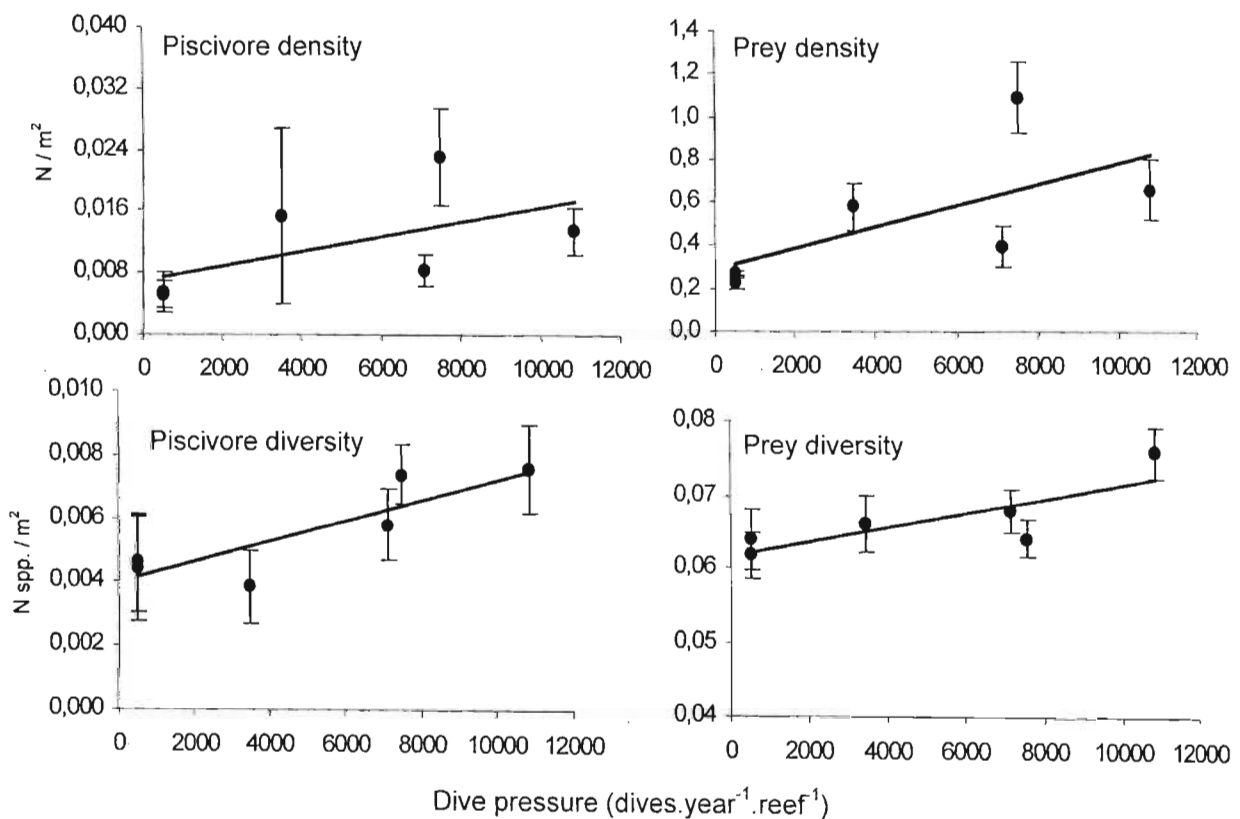 Piscivore density
0,040
0,032
0,024
0,016
0,008
0,000
N / m²
0 2000 4000 6000 8000 10000 12000
Prey density
1,4
1,2
1,0
0,8
0,6
0,4
0,2
0,0
0 2000 4000 6000 8000 10000 12000
Piscivore diversity
0,010
0,008
0,006
0,004
0,002
0,000
N spp. / m²
0 2000 4000 6000 8000 10000 12000
Prey diversity
0,08
0,07
0,06
0,05
0,04
0 2000 4000 6000 8000 10000 12000
Dive pressure (dives.year⁻¹.reef⁻¹)